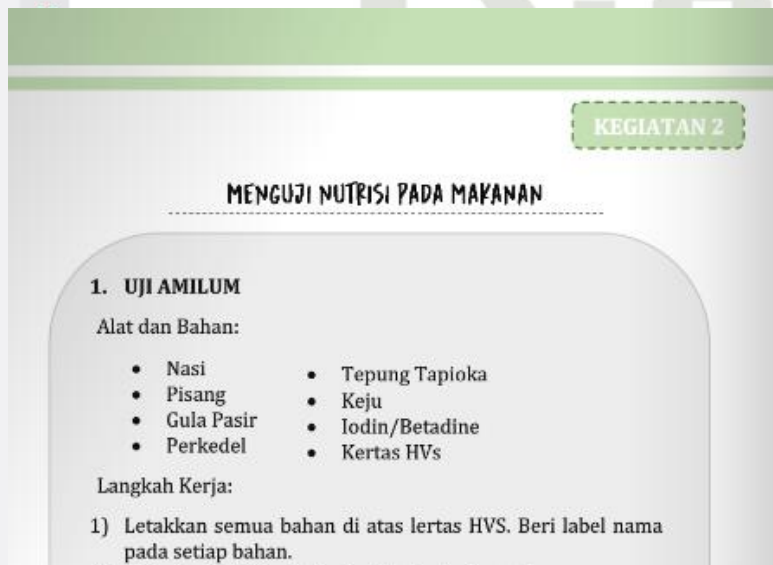 KEGIATAN 2
MENGUJI NUTRISI PADA MAKANAN
1. UJI AMILUM
Alat dan Bahan:
• Nasi
• Pisang
• Gula Pasir
• Perkedel
• Tepung Tapioka
• Keju
• Iodin/Betadine
• Kertas HVs
Langkah Kerja:
1) Letakkan semua bahan di atas lertas HVS. Beri label nama
pada setiap bahan.